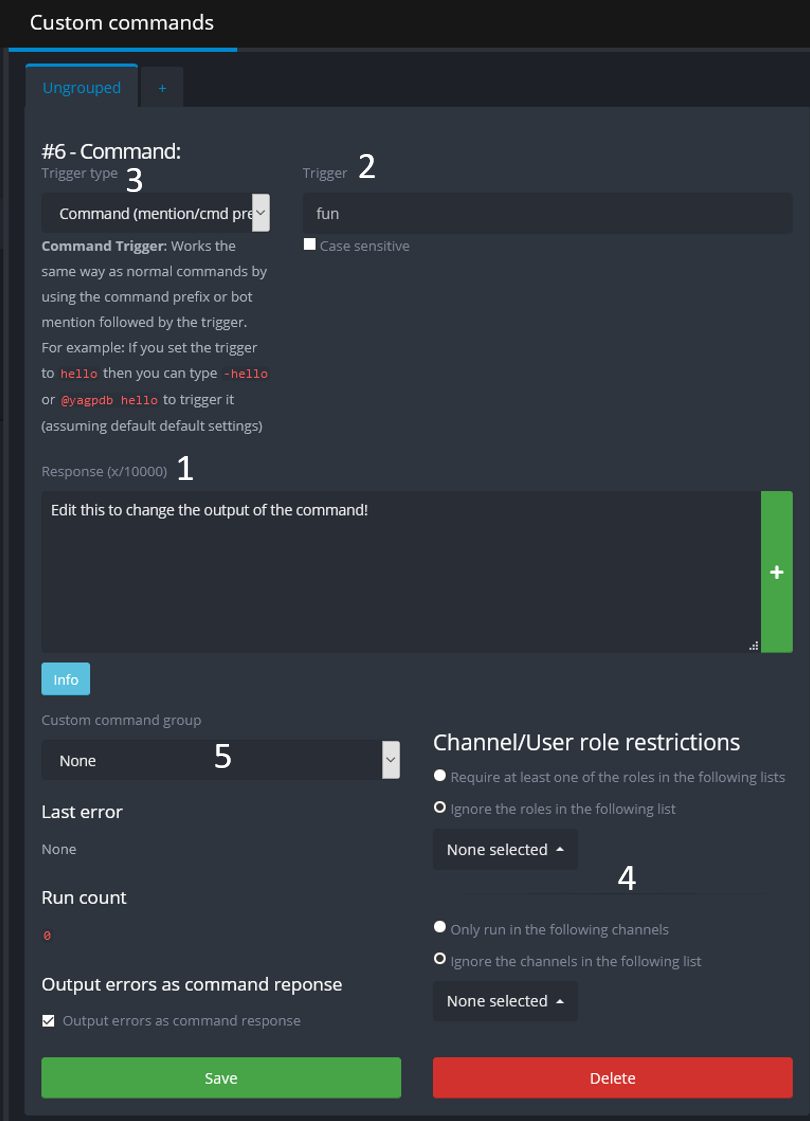 Custom commands
Ungrouped
+
#6 - Command:
Trigger type 3
Trigger 2
Command (mention/cmd pre
fun
Case sensitive
Command Trigger: Works the
same way as normal commands by
using the command prefix or bot
mention followed by the trigger.
For example: If you set the trigger
to hello then you can type -hello
or @yagpdb hello to trigger it
(assuming default default settings)
Response (x/10000) 1
Edit this to change the output of the command!
+
Info
Custom command group
None 5
Last error
None
Run count
0
Output errors as command reponse
Output errors as command response
Channel/User role restrictions
Require at least one of the roles in the following lists
Ignore the roles in the following list
None selected
4
Only run in the following channels
Ignore the channels in the following list
None selected
Save
Delete